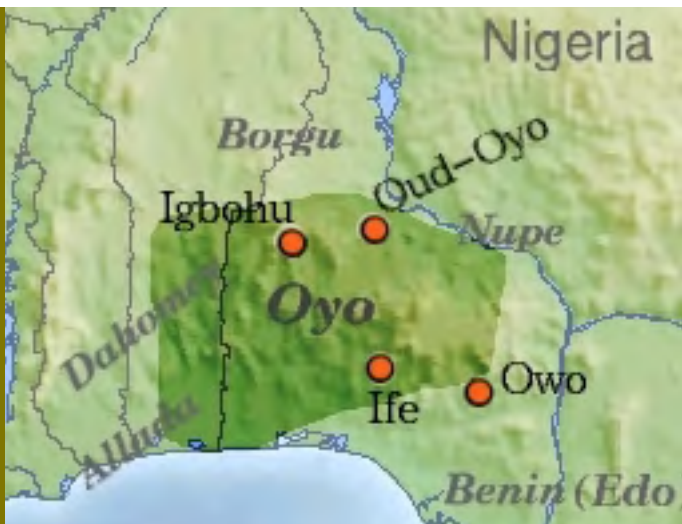 Nigeria
Borgu
Oud-Oyo
Igbohu
Nupe
Oyo
Dahomey
Owo
Ife
Allada
Benin (Edo